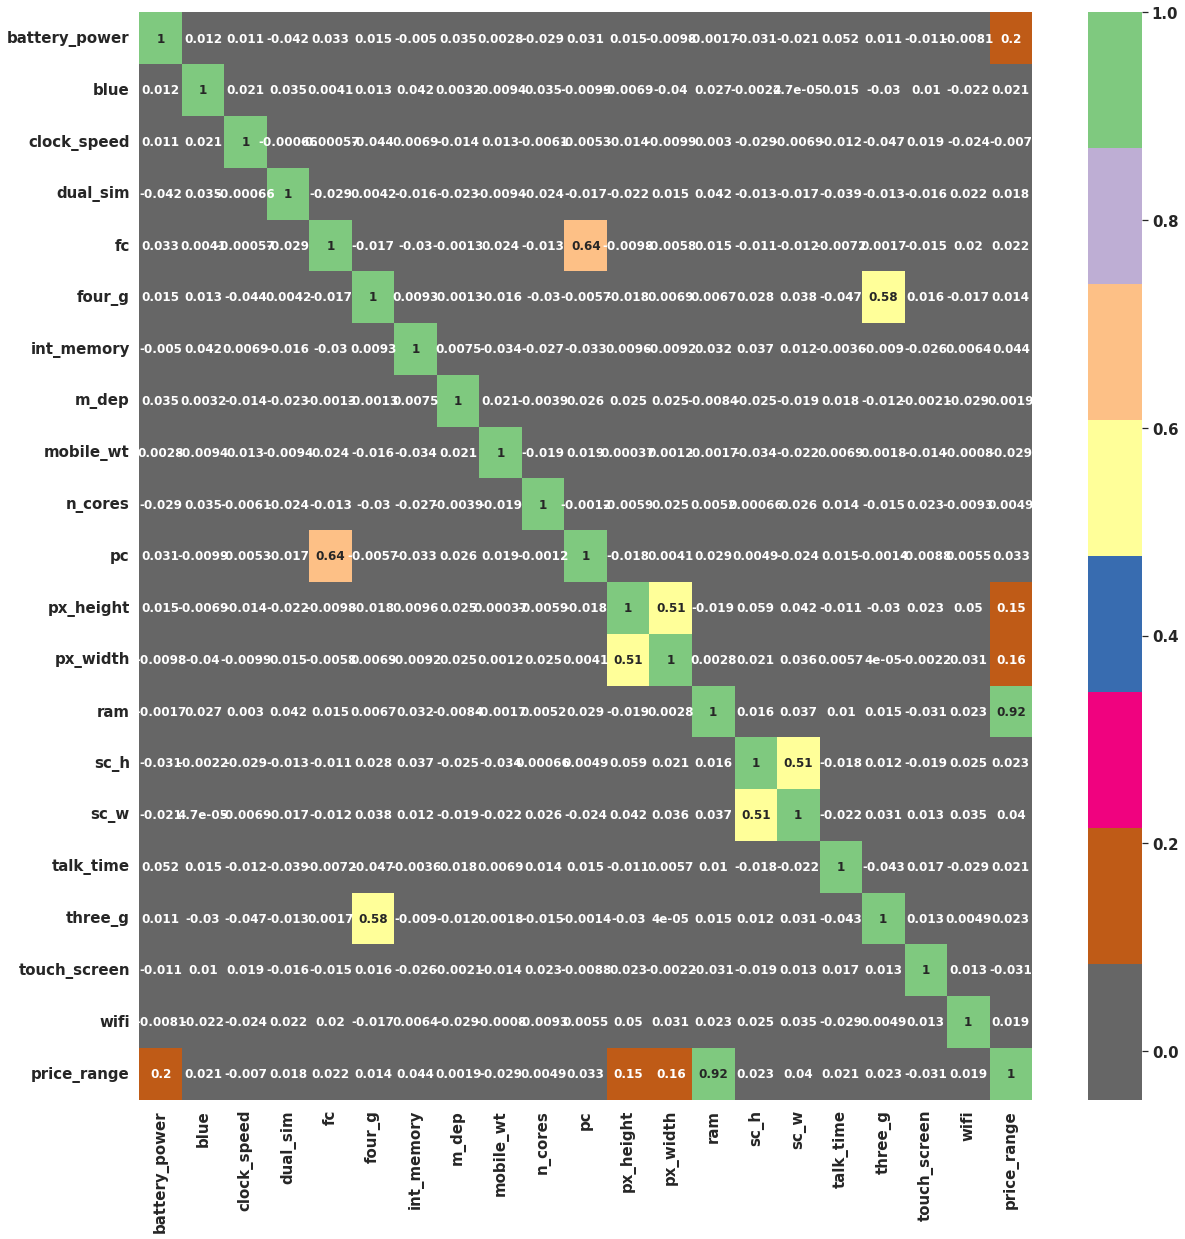 battery_power 1 0.012 0.011 -0.042 0.033 0.015 -0.005 0.035 0.0028 -0.029 0.031 0.015 -0.0098 -0.0017 -0.031 -0.021 0.052 0.011 -0.011 -0.0081 0.2
blue 0.012 1 0.021 0.035 0.0041 0.013 0.042 0.0032 -0.0094 0.035 -0.0099 -0.0069 -0.04 0.027 -0.0022 4.7e-05 0.015 -0.03 0.01 -0.022 0.021
clock_speed 0.011 0.021 1 -0.00066 -0.00057 -0.044 0.0069 -0.014 0.013 -0.0061 -0.0053 -0.014 -0.0099 0.003 -0.029 -0.0069 -0.012 -0.047 0.019 -0.024 -0.007
dual_sim -0.042 0.035 -0.00066 1 -0.029 0.0042 -0.016 -0.023 -0.0094 -0.024 -0.017 -0.022 0.015 0.042 -0.013 -0.017 -0.039 -0.013 -0.016 0.022 0.018
fc 0.033 0.0041 -0.00057 -0.029 1 -0.017 -0.03 -0.0013 0.024 -0.013 0.64 -0.0098 -0.0058 0.015 -0.011 -0.012 -0.0072 0.0017 -0.015 0.02 0.022
four_g 0.015 0.013 -0.044 0.0042 -0.017 1 0.0093 -0.0013 -0.016 -0.03 -0.0057 -0.018 0.0069 0.0067 0.028 0.038 -0.047 0.58 0.016 -0.017 0.014
int_memory -0.005 0.042 0.0069 -0.016 -0.03 0.0093 1 0.0075 -0.034 -0.027 -0.033 0.0096 -0.0092 0.032 0.037 0.012 -0.0036 -0.009 -0.026 0.0064 0.044
m_dep 0.035 0.0032 -0.014 -0.023 -0.0013 -0.0013 0.0075 1 0.021 -0.0039 0.026 0.025 0.025 -0.0084 -0.025 -0.019 0.018 -0.012 -0.0021 -0.029 0.0019
mobile_wt 0.0028 -0.0094 0.013 -0.0094 0.024 -0.016 -0.034 0.021 1 -0.019 0.019 0.00037 0.0012 -0.0017 -0.034 -0.022 0.0069 0.0018 -0.014 -0.0008 -0.029
n_cores -0.029 0.035 -0.0061 -0.024 -0.013 -0.03 -0.027 -0.0039 -0.019 1 -0.0012 -0.0059 0.025 0.0052 0.00066 0.026 0.014 -0.015 0.023 -0.0093 0.0049
pc 0.031 -0.0099 -0.0053 -0.017 0.64 -0.0057 -0.033 0.026 0.019 -0.0012 1 -0.018 0.0041 0.029 0.0049 -0.024 0.015 -0.0014 -0.0088 0.0055 0.033
px_height 0.015 -0.0069 -0.014 -0.022 -0.0098 -0.018 0.0096 0.025 0.00037 -0.0059 -0.018 1 0.51 -0.019 0.059 0.042 -0.011 -0.03 0.023 0.05 0.15
px_width -0.0098 -0.04 -0.0099 0.015 -0.0058 0.0069 -0.0092 0.025 0.0012 0.025 0.0041 0.51 1 0.0028 0.021 0.036 0.0057 4e-05 -0.0022 0.031 0.16
ram -0.0017 0.027 0.003 0.042 0.015 0.0067 0.032 -0.0084 -0.0017 0.0052 0.029 -0.019 0.0028 1 0.016 0.037 0.01 0.015 -0.031 0.023 0.92
sc_h -0.031 -0.0022 -0.029 -0.013 -0.011 0.028 0.037 -0.025 -0.034 0.00066 0.0049 0.059 0.021 0.016 1 0.51 -0.018 0.012 -0.019 0.025 0.023
sc_w -0.021 4.7e-05 -0.0069 -0.017 -0.012 0.038 0.012 -0.019 -0.022 0.026 -0.024 0.042 0.036 0.037 0.51 1 -0.022 0.031 0.013 0.035 0.04
talk_time 0.052 0.015 -0.012 -0.039 -0.0072 -0.047 -0.0036 0.018 0.0069 0.014 0.015 -0.011 0.0057 0.01 -0.018 -0.022 1 -0.043 0.017 -0.029 0.021
three_g 0.011 -0.03 -0.047 -0.013 0.0017 0.58 -0.009 -0.012 0.0018 -0.015 -0.0014 -0.03 4e-05 0.015 0.012 0.031 -0.043 1 0.013 0.0049 0.023
touch_screen -0.011 0.01 0.019 -0.016 -0.015 0.016 -0.026 -0.0021 -0.014 0.023 -0.0088 0.023 -0.0022 -0.031 -0.019 0.013 0.017 0.013 1 0.013 -0.031
wifi -0.0081 -0.022 -0.024 0.022 0.02 -0.017 0.0064 -0.029 -0.0008 -0.0093 0.0055 0.05 0.031 0.023 0.025 0.035 -0.029 0.0049 0.013 1 0.019
price_range 0.2 0.021 -0.007 0.018 0.022 0.014 0.044 0.0019 -0.029 0.0049 0.033 0.15 0.16 0.92 0.023 0.04 0.021 0.023 -0.031 0.019 1
battery_power blue clock_speed dual_sim fc four_g int_memory m_dep mobile_wt n_cores pc px_height px_width ram sc_h sc_w talk_time three_g touch_screen wifi price_range
1.0
0.8
0.6
0.4
0.2
0.0